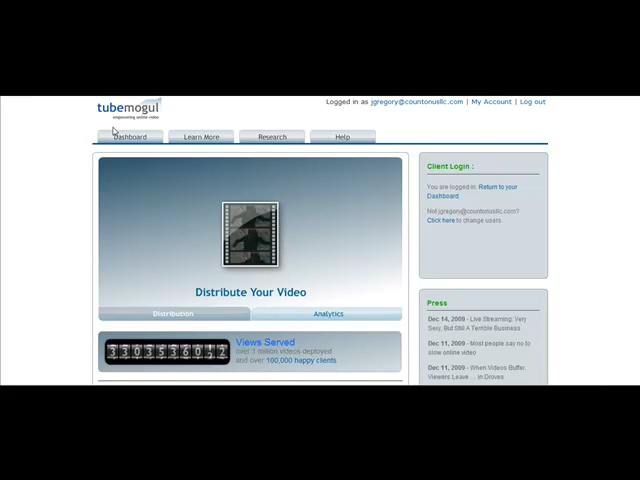 tubemogul
empowering online video
Logged in as jgregory@countonusllc.com | My Account | Log out
Dashboard
Learn More
Research
Help
Distribute Your Video
Distribution
Analytics
Views Served
over 1 million videos deployed
and over 100,000 happy clients
Client Login :
You are logged in. Return to your
Dashboard
Not jgregory@countonusllc.com?
Click here to change users.
Press
Dec 14, 2009 - Live Streaming: Very
Sexy, But Still A Terrible Business
Dec 11, 2009 - Most people say no to
slow online video
Dec 11, 2009 - When Videos Buffer,
Viewers Leave ... in Droves